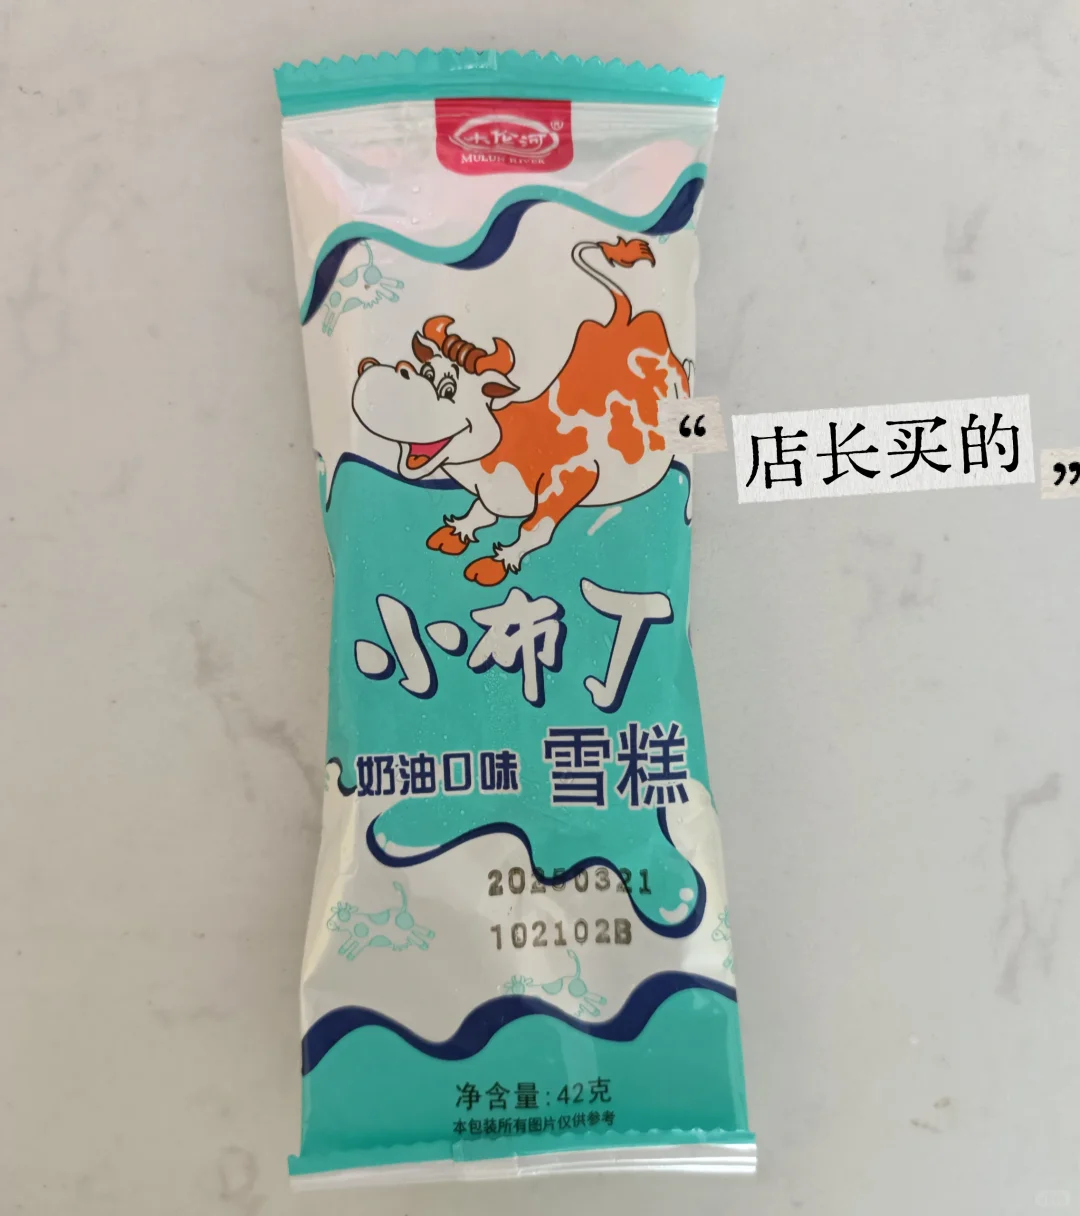 木伦河®
MULUN RIVER
“店长买的”
小布丁
奶油口味 雪糕
20250321
102102B
净含量:42克
本包装所有图片仅供参考